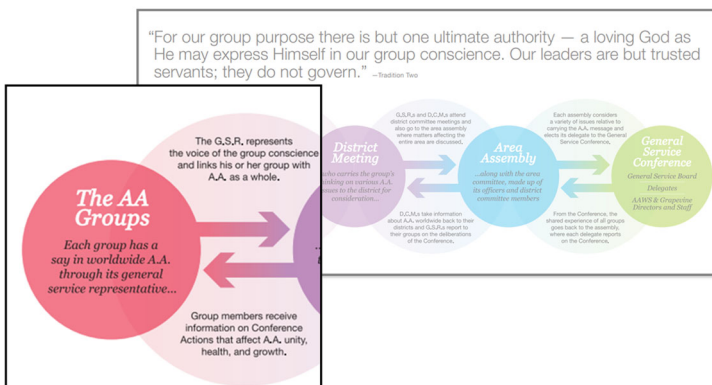 “For our group purpose there is but one ultimate authority — a loving God as
He may express Himself in our group conscience. Our leaders are but trusted
servants; they do not govern.” —Tradition Two
The G.S.R. represents
the voice of the group conscience
and links his or her group with
A.A. as a whole.
The AA
Groups
Each group has a
say in worldwide A.A.
through its general
service representative...
Group members receive
information on Conference
Actions that affect A.A. unity,
health, and growth.
District
Meeting
who carries the group's
thinking on various A.A.
issues to the district for
consideration...
G.S.R.s and D.C.M.s attend
district committee meetings and
also go to the area assembly
where matters affecting the
entire area are discussed.
D.C.M.s take information
about A.A. worldwide back to their
districts and G.S.R.s report to
their groups on the deliberations
of the Conference.
Area
Assembly
...along with the area
committee, made up of
its officers and district
committee members
Each assembly considers
a variety of issues relative to
carrying the A.A. message and
elects its delegate to the General
Service Conference.
From the Conference, the
shared experience of all groups
goes back to the assembly,
where each delegate reports
on the Conference.
General
Service
Conference
General Service Board
Delegates
AAWS & Grapevine
Directors and Staff